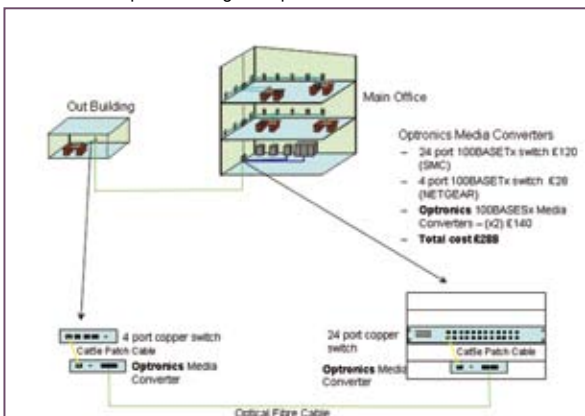 Out Building
Main Office
Optronics Media Converters
– 24 port 100BASETx switch £120
(SMC)
– 4 port 100BASETx switch £28
(NETGEAR)
– Optronics 100BASESx Media
Converters – (x2) £140
– Total cost £288
4 port copper switch
Cat5e Patch Cable
Optronics Media
Converter
24 port copper
switch
Cat5e Patch Cable
Optronics Media
Converter
Optical Fibre Cable